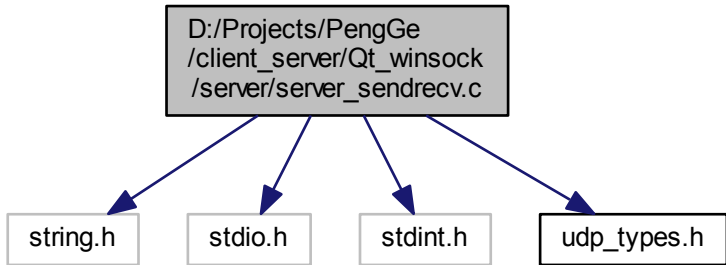 D:/Projects/PengGe
/client_server/Qt_winsock
/server/server_sendrecv.c
string.h
stdio.h
stdint.h
udp_types.h